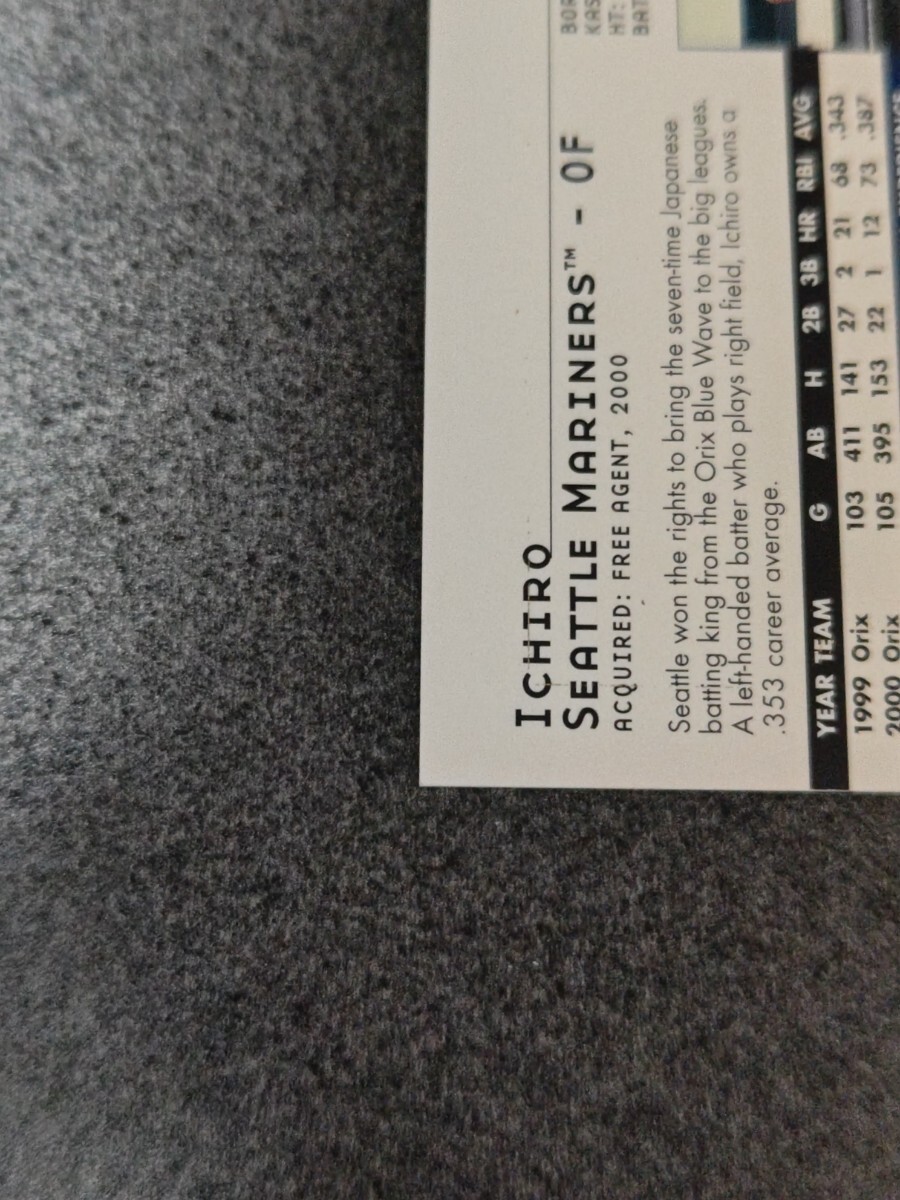 ICHIRO
SEATTLE MARINERS™ - OF
ACQUIRED: FREE AGENT, 2000
HT:
Seattle won the rights to bring the seven-time Japanese
batting king from the Orix Blue Wave to the big leagues.
A left-handed batter who plays right field, Ichiro owns a
.353 career average.
YEAR TEAM G AB H 2B 3B HR RBI AVG
1999 Orix 103 411 141 27 2 21 68 .343
2000 Orix 105 395 153 22 1 12 73 .387